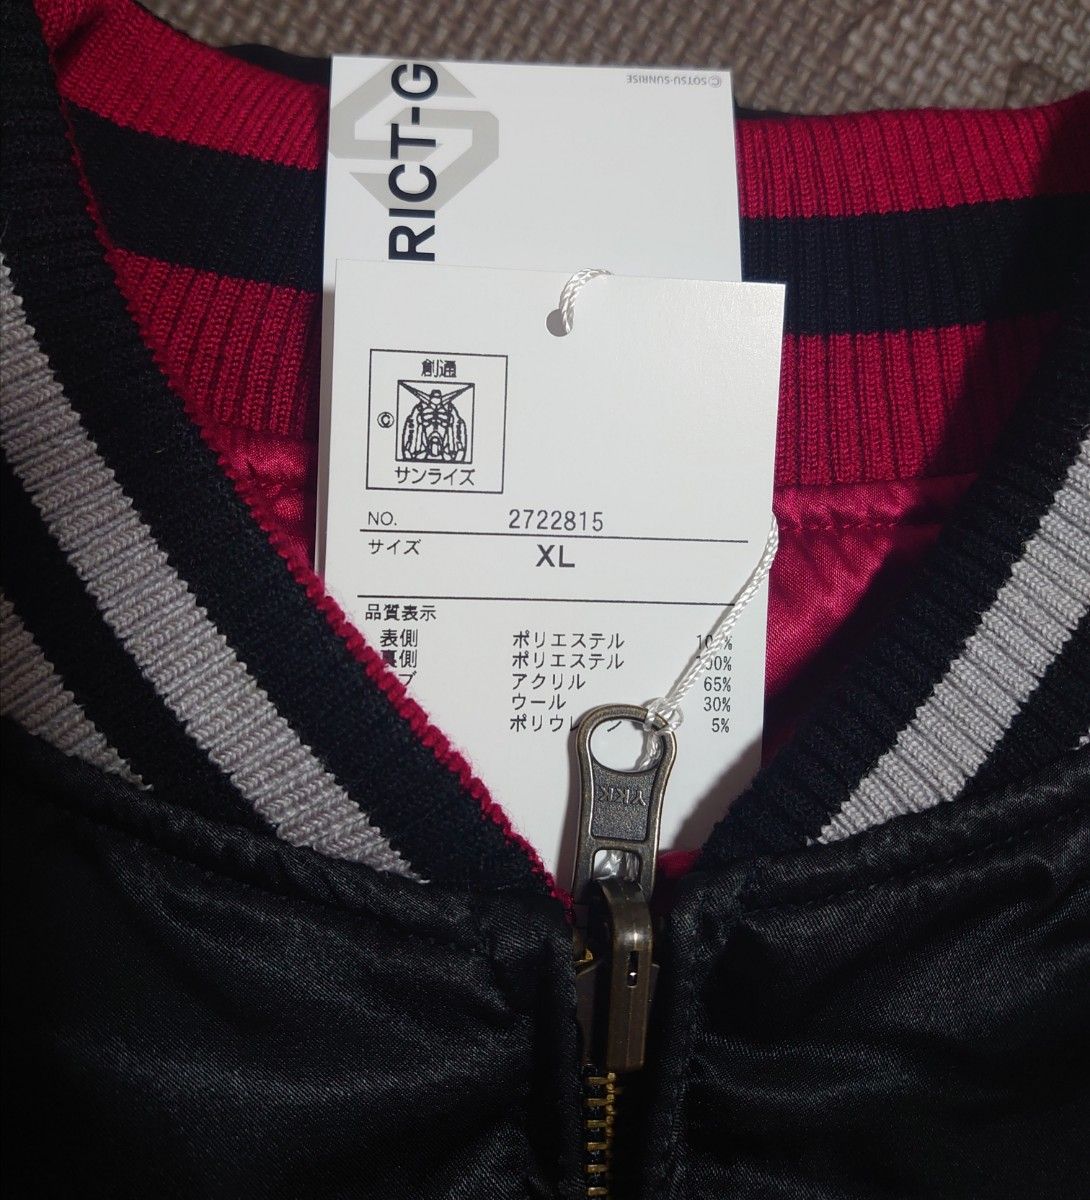 ©SOTSU·SUNRISE
RICT-G
創通
©
サンライズ
NO. 2722815
サイズ XL
品質表示
表側 ポリエステル
裏側 ポリエステル
アクリル 65%
ウール 30%
5%
YKK